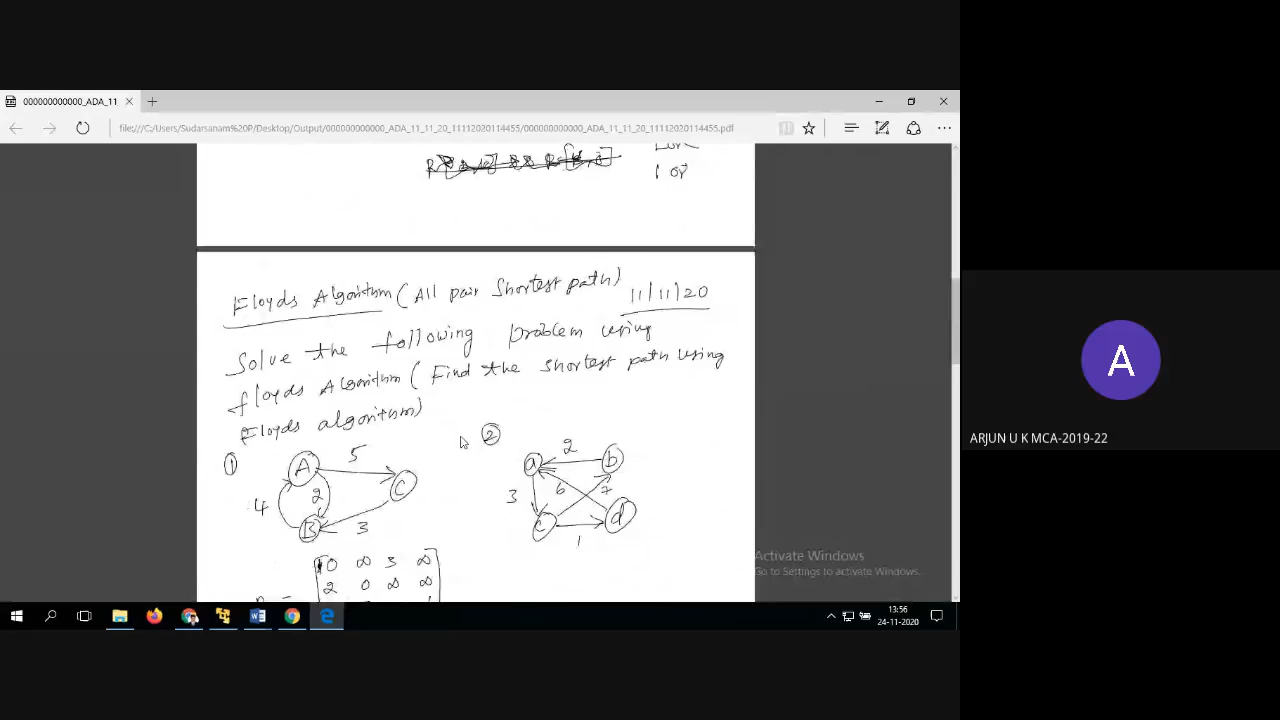 000000000000_ADA_11
file:///C:/Users/Sudarsanam%20P/Desktop/Output/000000000000_ADA_11_11_20_11112020114455/000000000000_ADA_11_11_20_11112020114455.pdf
1 or
Floyds Algorithm (All pair Shortest path) 11/11/20
Solve the following problem using
floyds Algorithm (Find the shortest path using
Floyds algorithm)
① ②
A 5 C 4 2 B 3
a 2 b 3 6 7 c d 1
0 ∞ 3 ∞
2 0 ∞ ∞
Activate Windows
Go to Settings to activate Windows.
A
ARJUN U K MCA-2019-22
13:56
24-11-2020